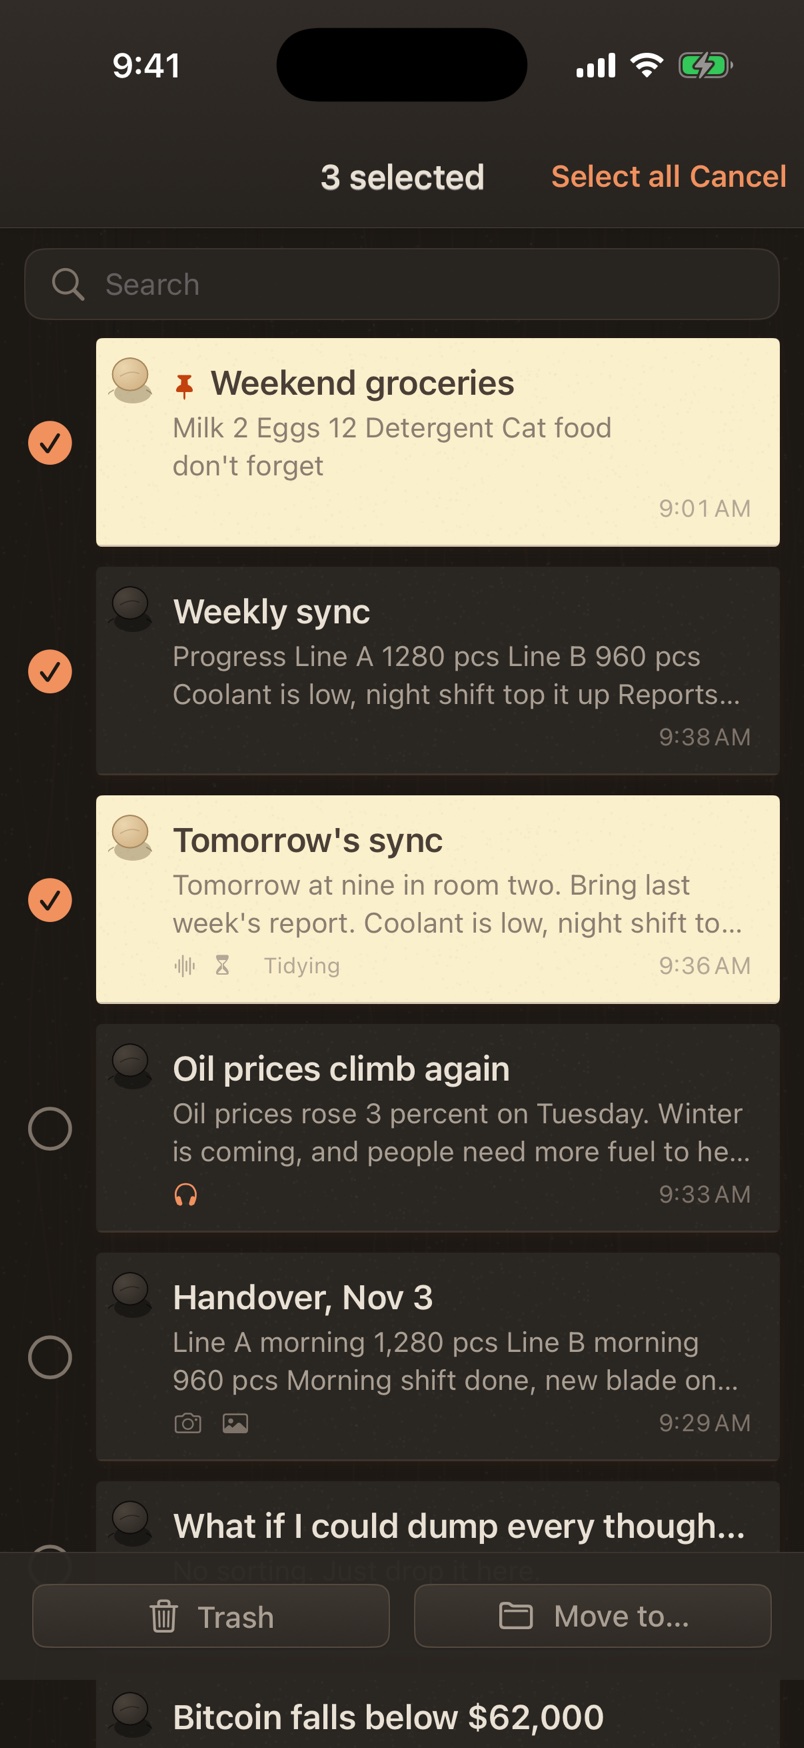 9:41
3 selected
Select all Cancel
Search
Weekend groceries
Milk 2 Eggs 12 Detergent Cat food
don't forget
9:01 AM
Weekly sync
Progress Line A 1280 pcs Line B 960 pcs
Coolant is low, night shift top it up Reports...
9:38 AM
Tomorrow's sync
Tomorrow at nine in room two. Bring last
week's report. Coolant is low, night shift to...
Tidying
9:36 AM
Oil prices climb again
Oil prices rose 3 percent on Tuesday. Winter
is coming, and people need more fuel to he...
9:33 AM
Handover, Nov 3
Line A morning 1,280 pcs Line B morning
960 pcs Morning shift done, new blade on...
9:29 AM
What if I could dump every though...
No sorting. Just drop it here.
Trash
Move to...
Bitcoin falls below $62,000